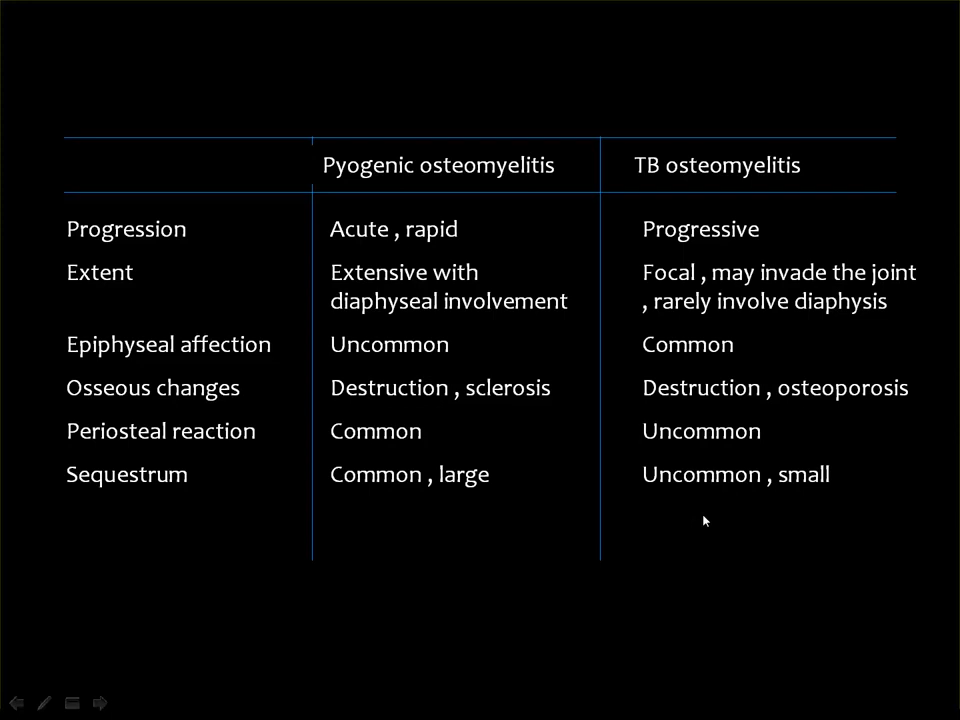 Pyogenic osteomyelitis TB osteomyelitis
Progression Acute , rapid Progressive
Extent Extensive with Focal , may invade the joint
diaphyseal involvement , rarely involve diaphysis
Epiphyseal affection Uncommon Common
Osseous changes Destruction , sclerosis Destruction , osteoporosis
Periosteal reaction Common Uncommon
Sequestrum Common , large Uncommon , small